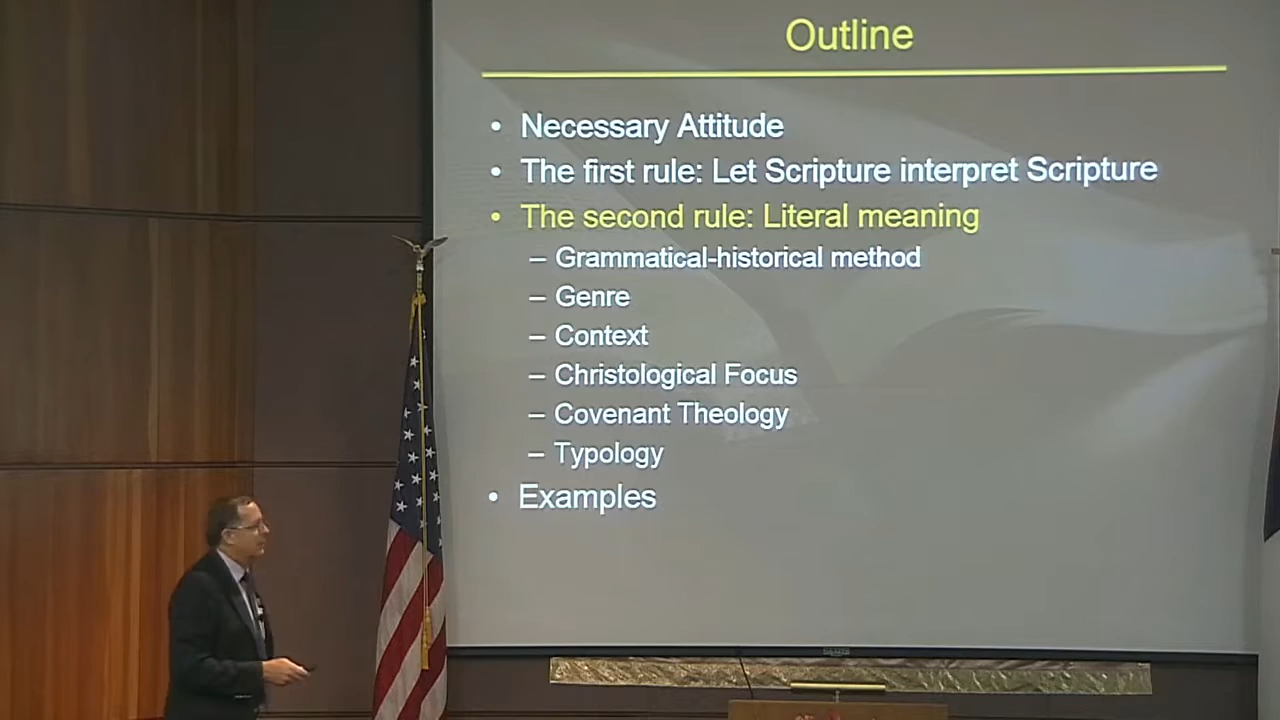 Outline
• Necessary Attitude
• The first rule: Let Scripture interpret Scripture
• The second rule: Literal meaning
– Grammatical-historical method
– Genre
– Context
– Christological Focus
– Covenant Theology
– Typology
• Examples